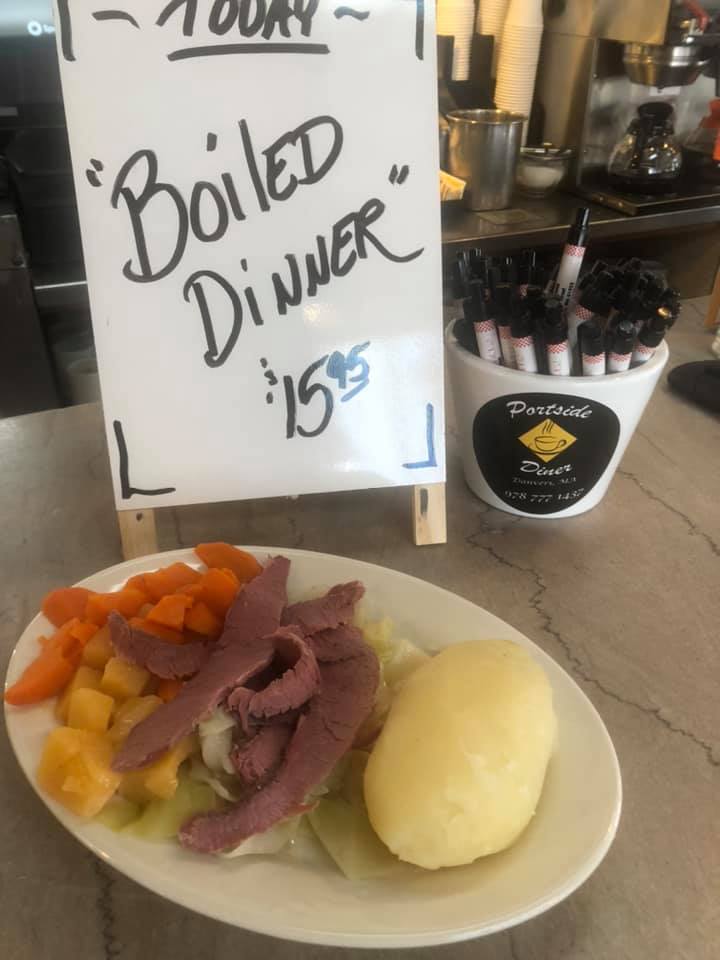 ~ TODAY ~
"BOILED
DINNER"
$15.95
Portside
Diner
Danvers, MA
978 777 1437